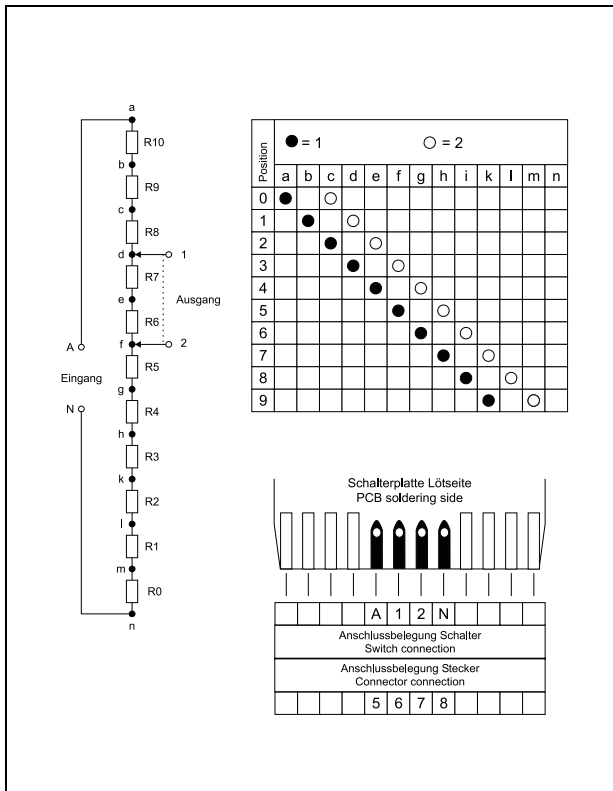 a
R10
b
R9
c
R8
d
1
R7
e
Ausgang
R6
A
f
2
R5
Eingang
g
N
R4
h
R3
k
R2
l
R1
m
R0
n
Position
= 1
= 2
a b c d e f g h i k l m n
0
1
2
3
4
5
6
7
8
9
Schalterplatte Lötseite
PCB soldering side
A 1 2 N
Anschlussbelegung Schalter
Switch connection
Anschlussbelegung Stecker
Connector connection
5 6 7 8